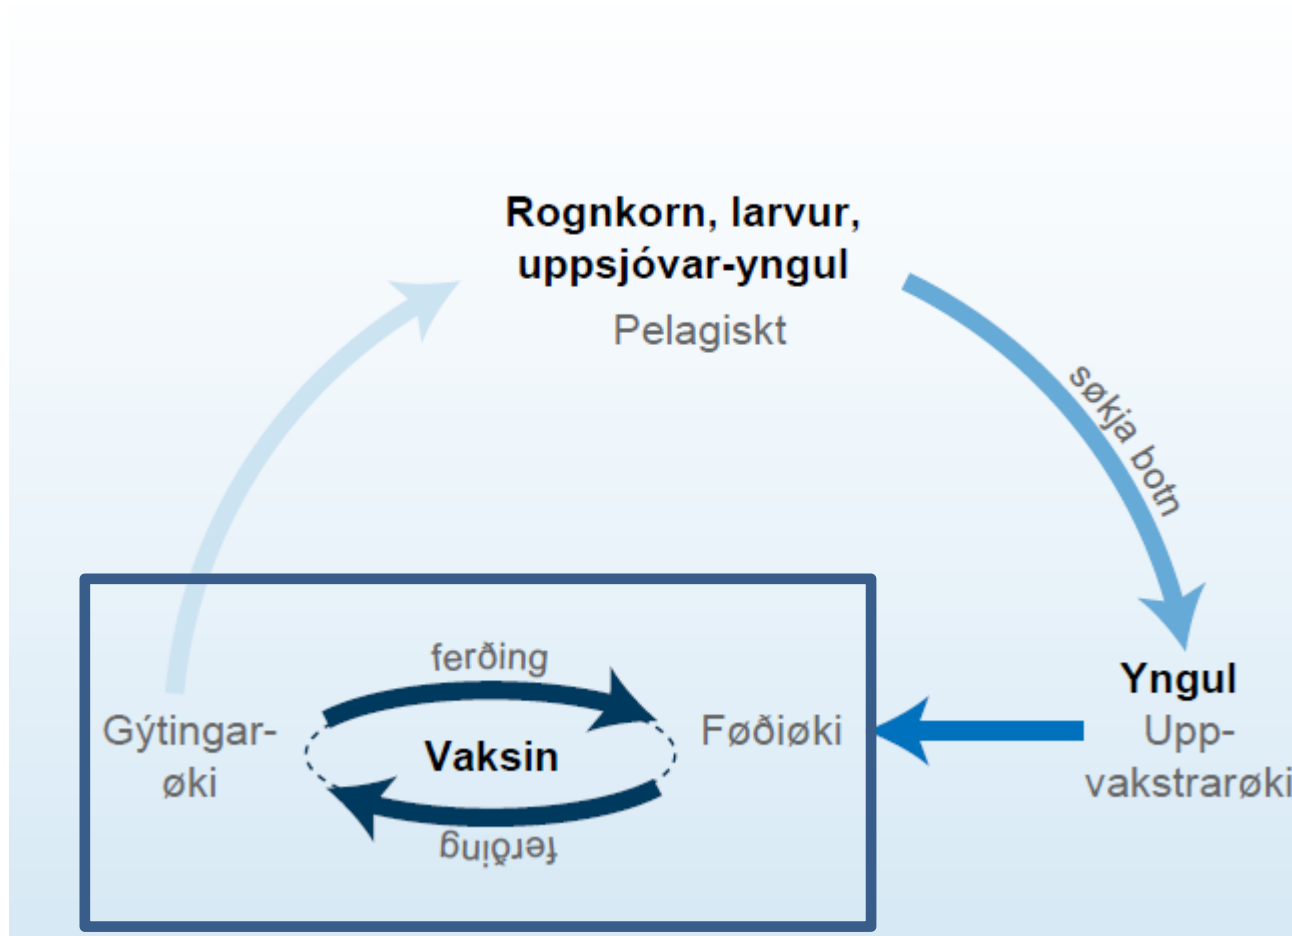 Rognkorn, larvur,
uppsjóvar-yngul
Pelagiskt
søkja botn
Yngul
Upp-
vakstrarøki
ferðing
Gýtingar-
øki
Vaksin
Føðiøki
ferðing